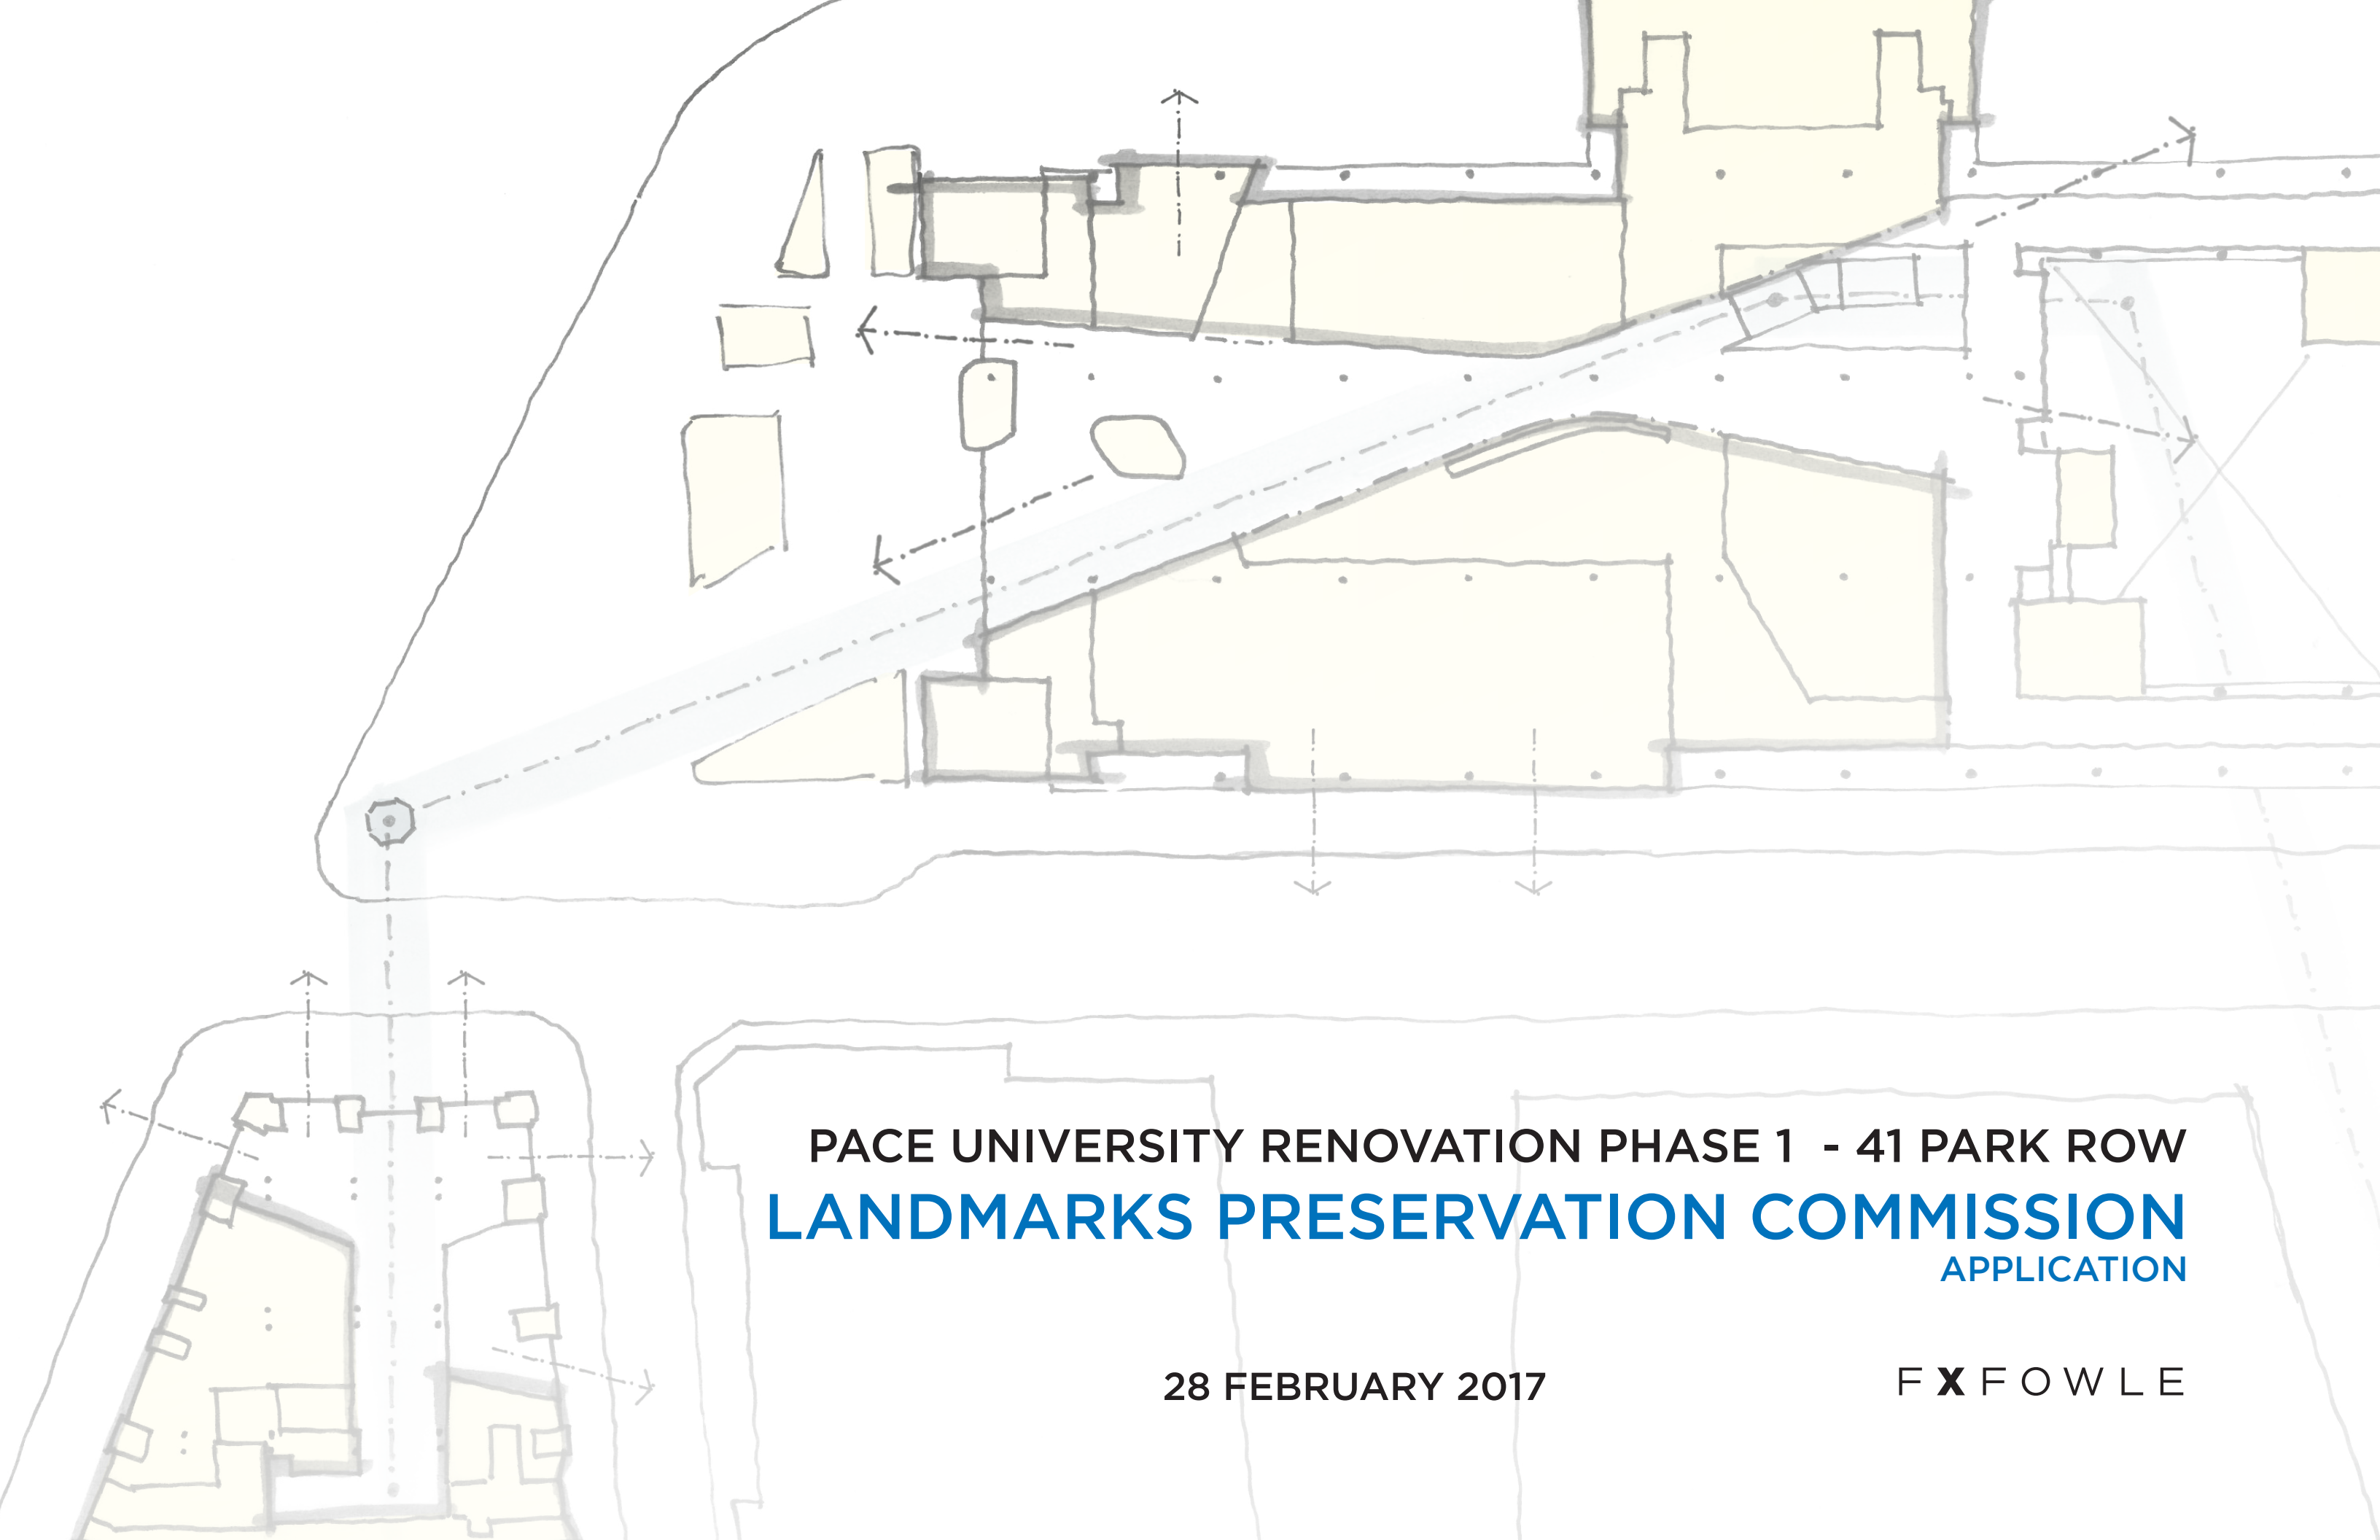 PACE UNIVERSITY RENOVATION PHASE 1 - 41 PARK ROW
LANDMARKS PRESERVATION COMMISSION
APPLICATION
28 FEBRUARY 2017
FXFOWLE